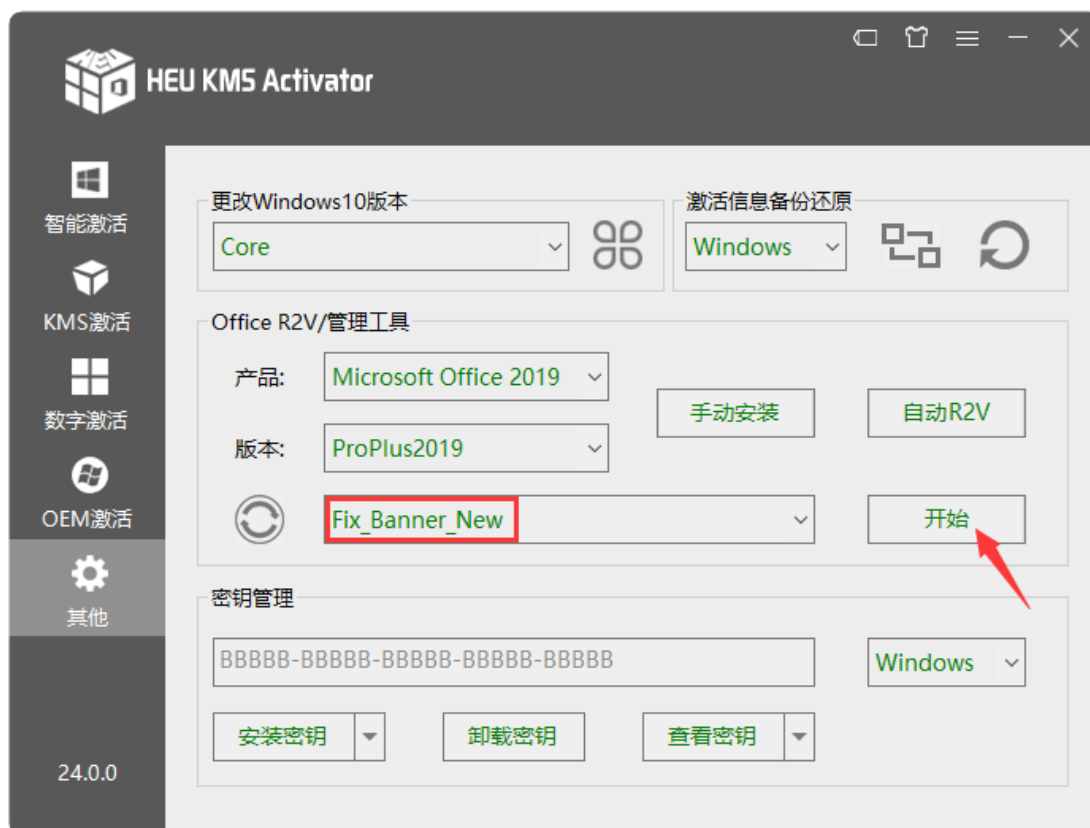 HEU KMS Activator
智能激活
KMS激活
数字激活
OEM激活
其他
24.0.0
更改Windows10版本
Core
激活信息备份还原
Windows
Office R2V/管理工具
产品:
Microsoft Office 2019
手动安装
自动R2V
版本:
ProPlus2019
Fix_Banner_New
开始
密钥管理
BBBBB-BBBBB-BBBBB-BBBBB-BBBBB
Windows
安装密钥
卸载密钥
查看密钥